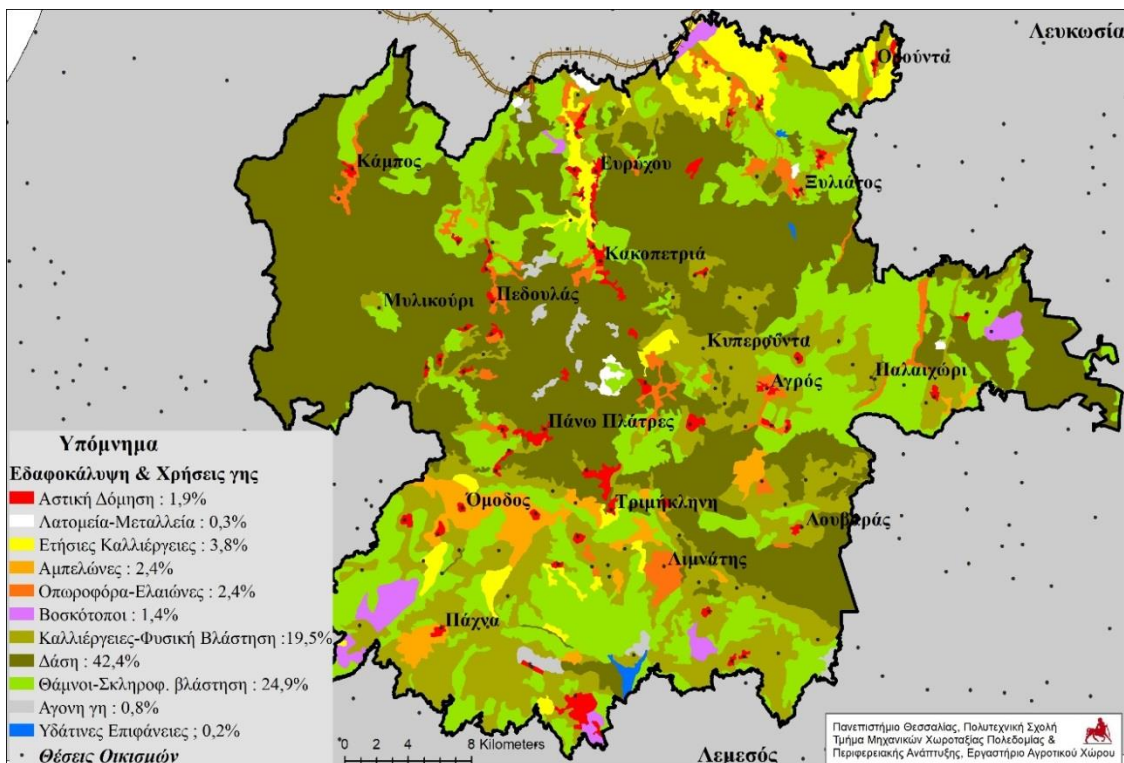 Λευκωσία
Ορούντα
Κάμπος
Ευρύχου
Ξυλιάτος
Κακοπετριά
Μυλικούρι
Πεδουλάς
Κυπερούντα
Αγρός
Παλαιχώρι
Πάνω Πλάτρες
Όμοδος
Τριμήκληνη
Λουβαράς
Λιμνάτης
Πάχνα
Λεμεσός
Υπόμνημα
Εδαφοκάλυψη & Χρήσεις γης
Αστική Δόμηση : 1,9%
Λατομεία-Μεταλλεία : 0,3%
Ετήσιες Καλλιέργειες : 3,8%
Αμπελώνες : 2,4%
Οπωροφόρα-Ελαιώνες : 2,4%
Βοσκότοποι : 1,4%
Καλλιέργειες-Φυσική Βλάστηση :19,5%
Δάση : 42,4%
Θάμνοι-Σκληροφ. βλάστηση : 24,9%
Αγονη γη : 0,8%
Υδάτινες Επιφάνειες ; 0,2%
Θέσεις Οικισμών
0 2 4 8 Kilometers
Πανεπιστήμιο Θεσσαλίας, Πολυτεχνική Σχολή
Τμήμα Μηχανικών Χωροταξίας Πολεδομίας &
Περιφερειακής Ανάπτυξης, Εργαστήριο Αγροτικού Χώρου